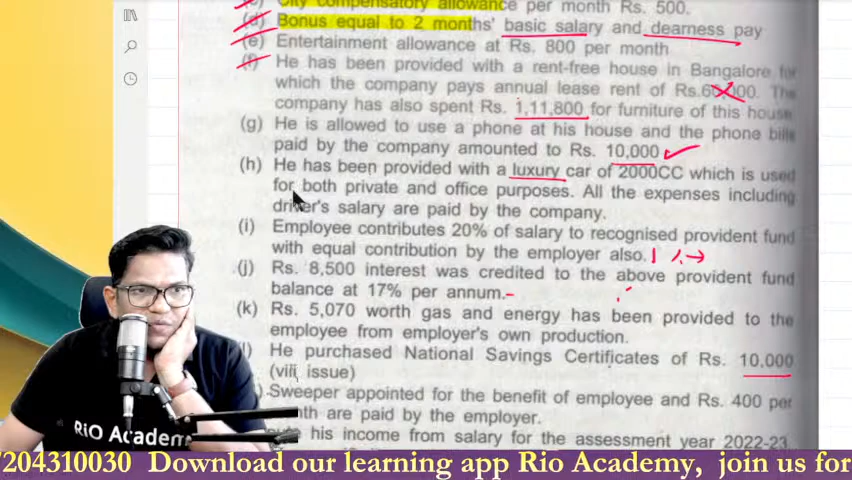 City compensatory allowance per month Rs. 500.
(d) Bonus equal to 2 months' basic salary and dearness pay
(e) Entertainment allowance at Rs. 800 per month
(f) He has been provided with a rent-free house in Bangalore for
which the company pays annual lease rent of The
company has also spent Rs. 1,11,800 for furniture of this house
(g) He is allowed to use a phone at his house and the phone bills
paid by the company amounted to Rs. 10,000
(h) He has been provided with a luxury car of 2000CC which is used
for both private and office purposes. All the expenses including
driver's salary are paid by the company.
(i) Employee contributes 20% of salary to recognised provident fund
with equal contribution by the employer also.
(j) Rs. 8,500 interest was credited to the above provident fund
balance at 17% per annum.
(k) Rs. 5,070 worth gas and energy has been provided to the
employee from employer's own production.
He purchased National Savings Certificates of Rs. 10,000
(viii issue)
Sweeper appointed for the benefit of employee and Rs. 400 per
are paid by the employer.
his income from salary for the assessment year 2022-23.
RiO Academy
7204310030 Download our learning app Rio Academy, join us for